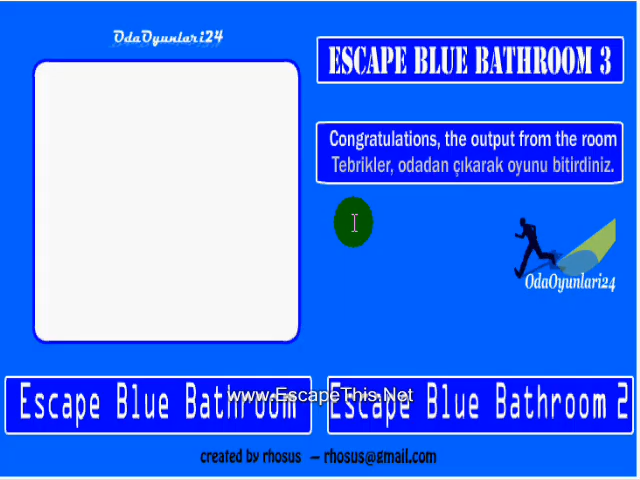 OdaOyunlari24
ESCAPE BLUE BATHROOM 3
Congratulations, the output from the room
Tebrikler, odadan çıkarak oyunu bitirdiniz.
OdaOyunlari24
Escape Blue Bathroom
www.EscapeThis.Net
Escape Blue Bathroom 2
created by rhosus – rhosus@gmail.com